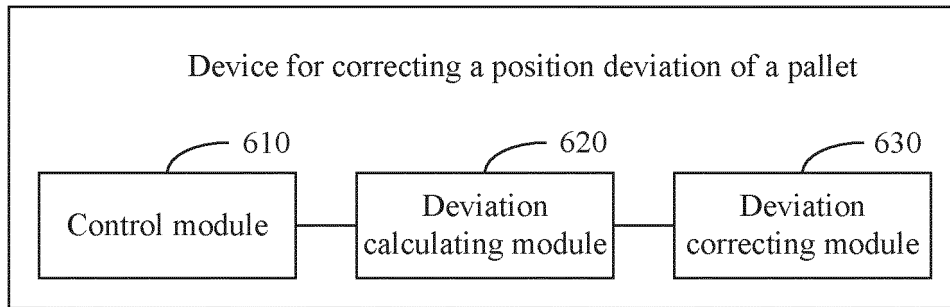 Device for correcting a position deviation of a pallet
610
620
630
Control module
Deviation
calculating module
Deviation
correcting module